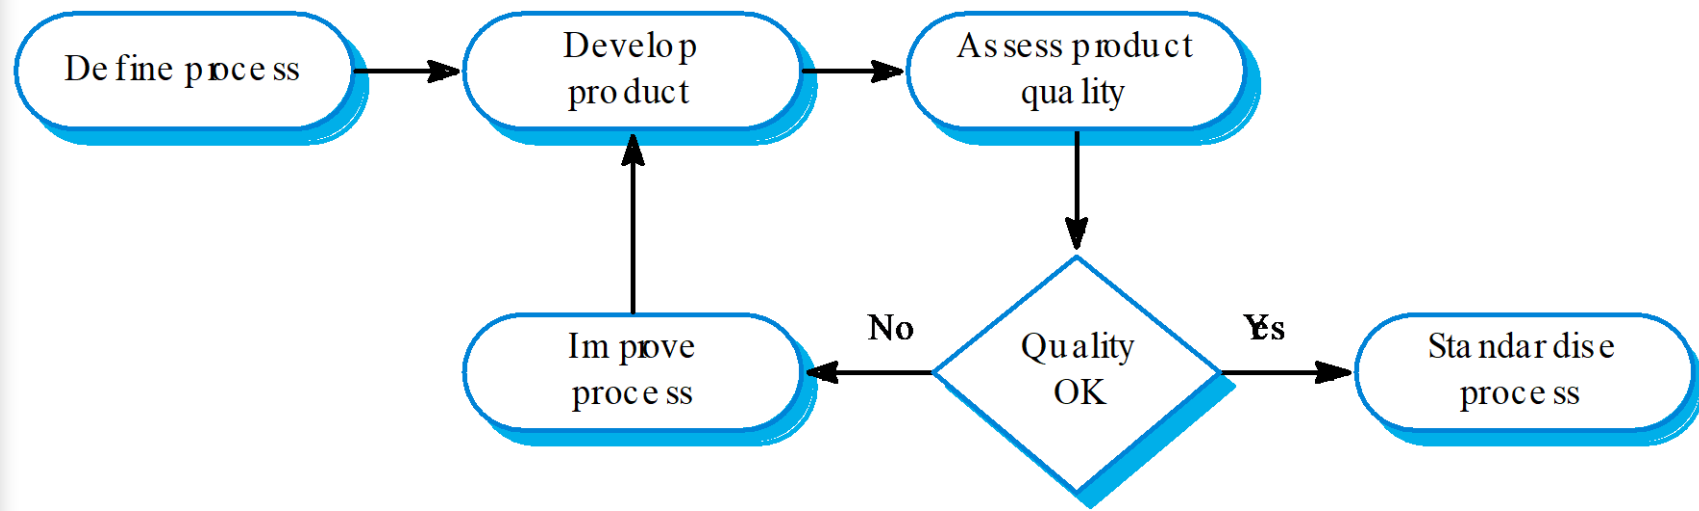 Define process
Develop
product
Assess product
quality
No
Yes
Improve
process
Quality
OK
Standardise
process